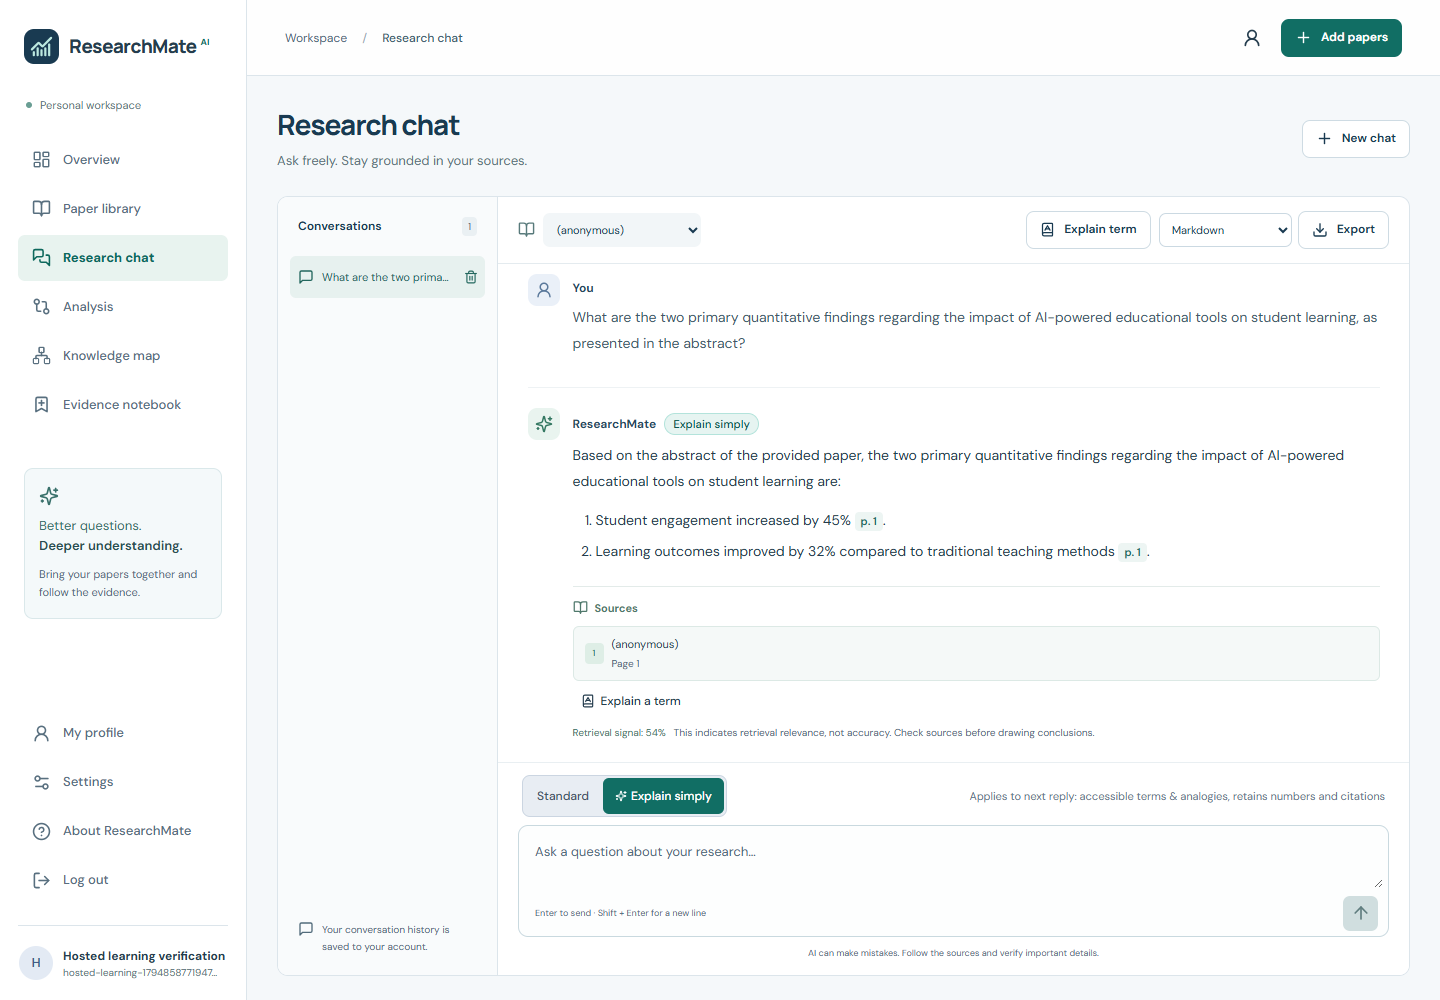 ResearchMate AI
Personal workspace
Overview
Paper library
Research chat
Analysis
Knowledge map
Evidence notebook
Better questions.
Deeper understanding.
Bring your papers together and
follow the evidence.
My profile
Settings
About ResearchMate
Log out
H
Hosted learning verification
hosted-learning-1794858771947...
Workspace / Research chat
Add papers
Research chat
Ask freely. Stay grounded in your sources.
New chat
Conversations 1
What are the two prima...
Your conversation history is
saved to your account.
(anonymous)
Explain term
Markdown
Export
You
What are the two primary quantitative findings regarding the impact of AI-powered educational tools on student learning, as
presented in the abstract?
ResearchMate Explain simply
Based on the abstract of the provided paper, the two primary quantitative findings regarding the impact of AI-powered
educational tools on student learning are:
1. Student engagement increased by 45% p. 1 .
2. Learning outcomes improved by 32% compared to traditional teaching methods p. 1 .
Sources
1
(anonymous)
Page 1
Explain a term
Retrieval signal: 54% This indicates retrieval relevance, not accuracy. Check sources before drawing conclusions.
Standard
Explain simply
Applies to next reply: accessible terms & analogies, retains numbers and citations
Ask a question about your research...
Enter to send · Shift + Enter for a new line
AI can make mistakes. Follow the sources and verify important details.